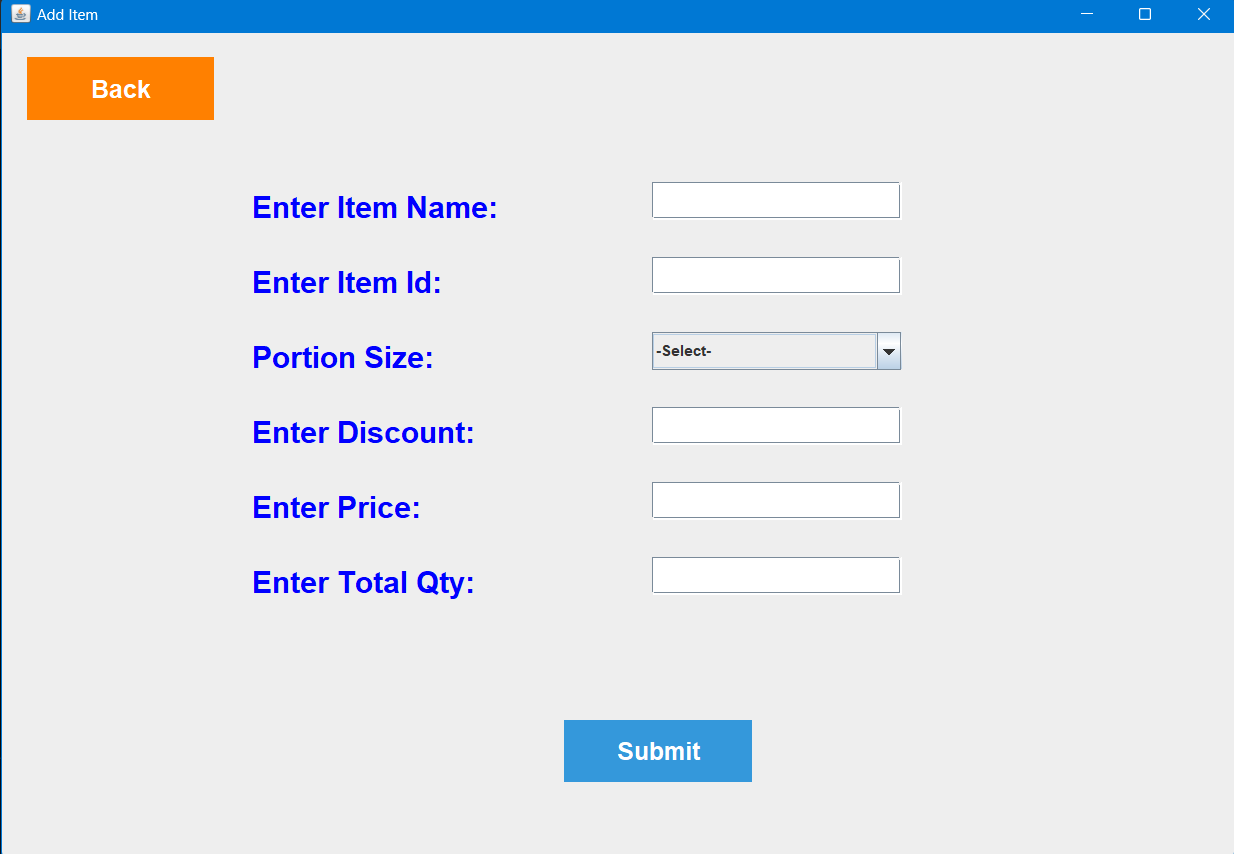 Add Item
Back
Enter Item Name:
Enter Item Id:
Portion Size:
-Select-
Enter Discount:
Enter Price:
Enter Total Qty:
Submit